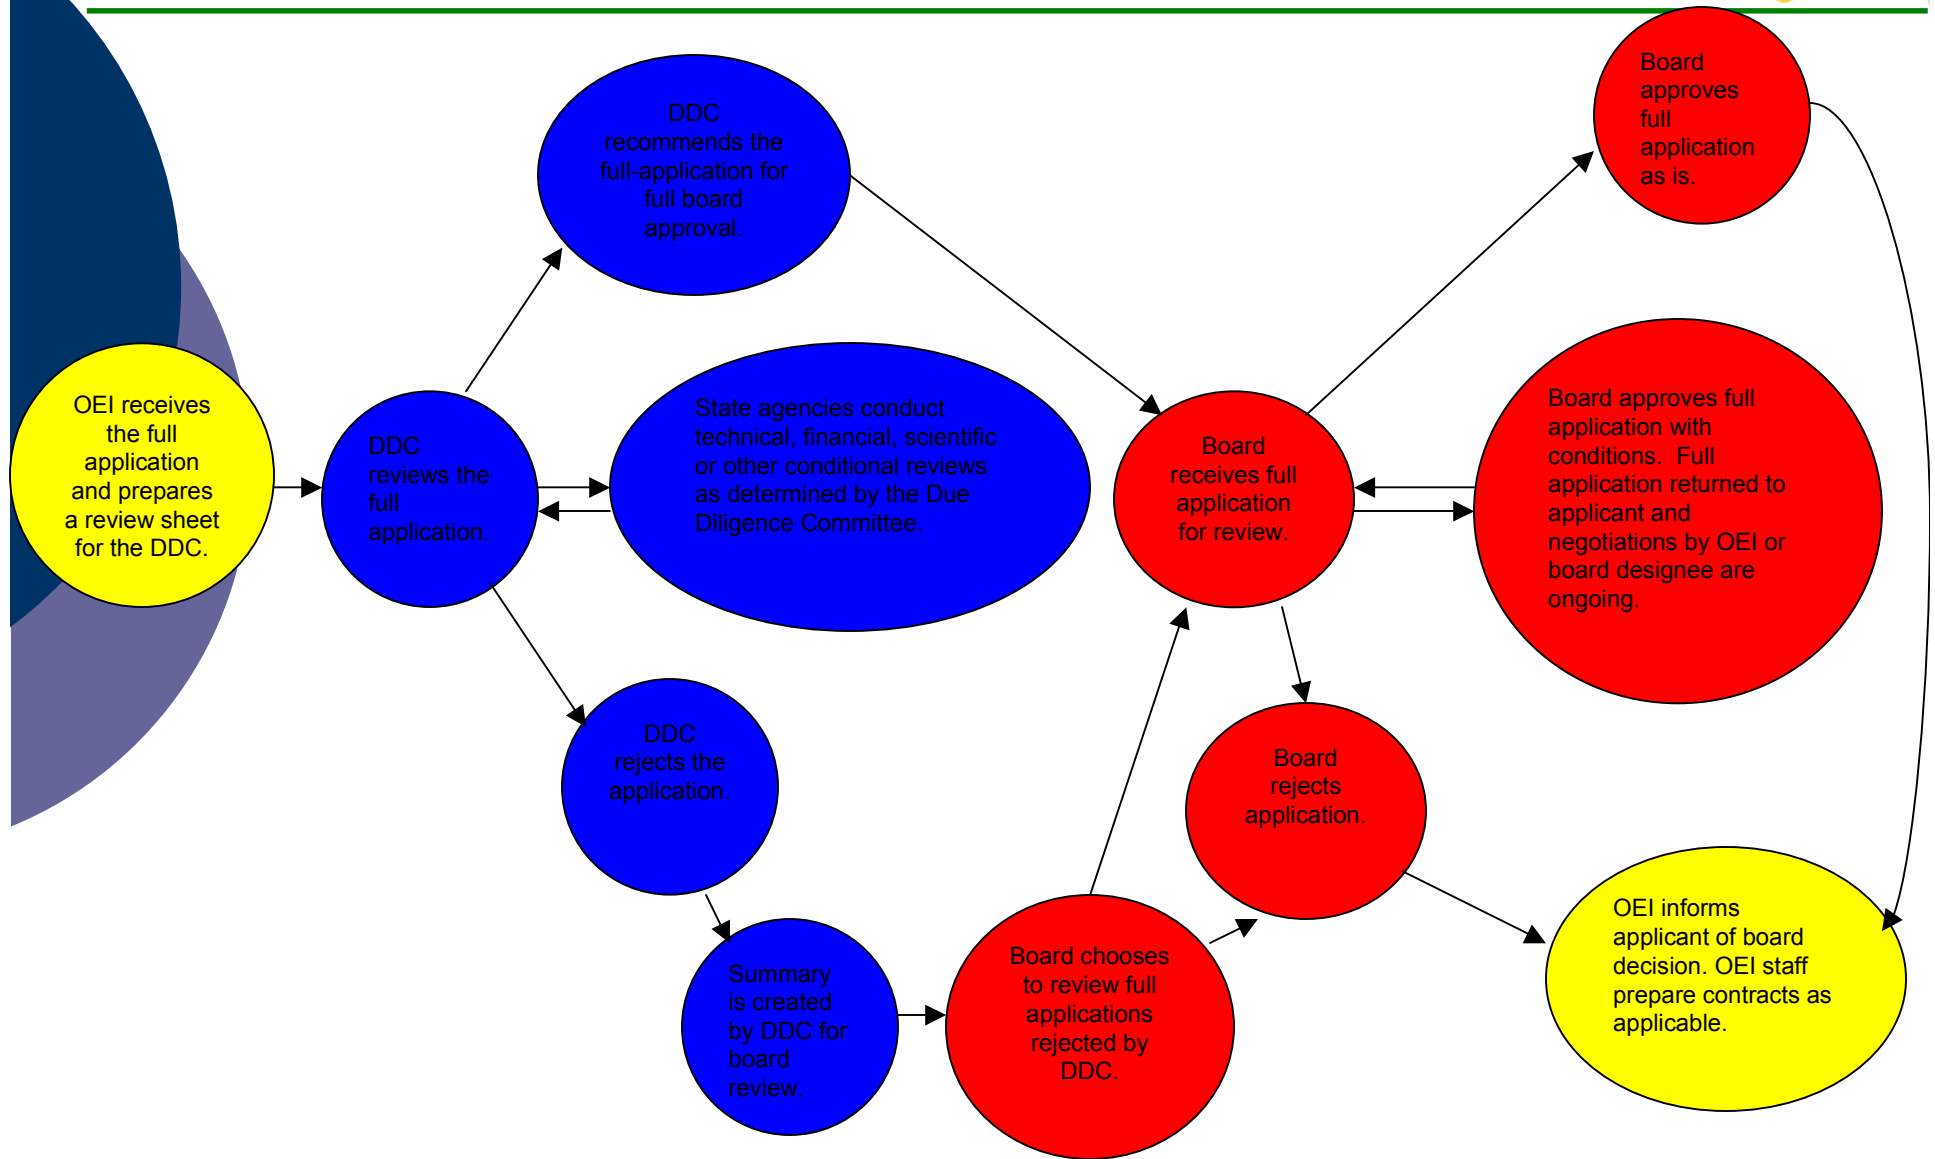 OEI receives
the full
application
and prepares
a review sheet
for the DDC.
DDC
reviews the
full
application.
DDC
recommends the
full-application for
full board
approval.
State agencies conduct
technical, financial, scientific
or other conditional reviews
as determined by the Due
Diligence Committee.
DDC
rejects the
application.
Summary
is created
by DDC for
board
review.
Board chooses
to review full
applications
rejected by
DDC.
Board
receives full
application
for review.
Board
rejects
application.
Board
approves
full
application
as is.
Board approves full
application with
conditions.  Full
application returned to
applicant and
negotiations by OEI or
board designee are
ongoing.
OEI informs
applicant of board
decision. OEI staff
prepare contracts as
applicable.